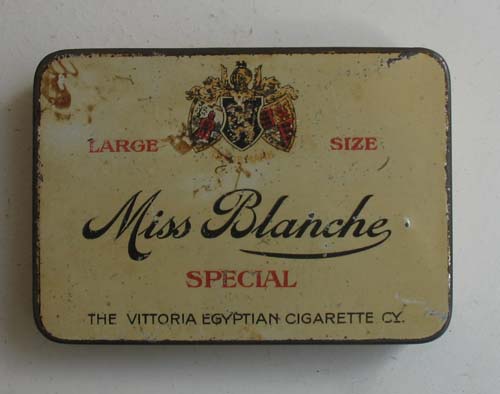 LARGE SIZE
Miss Blanche
SPECIAL
THE VITTORIA EGYPTIAN CIGARETTE CY.